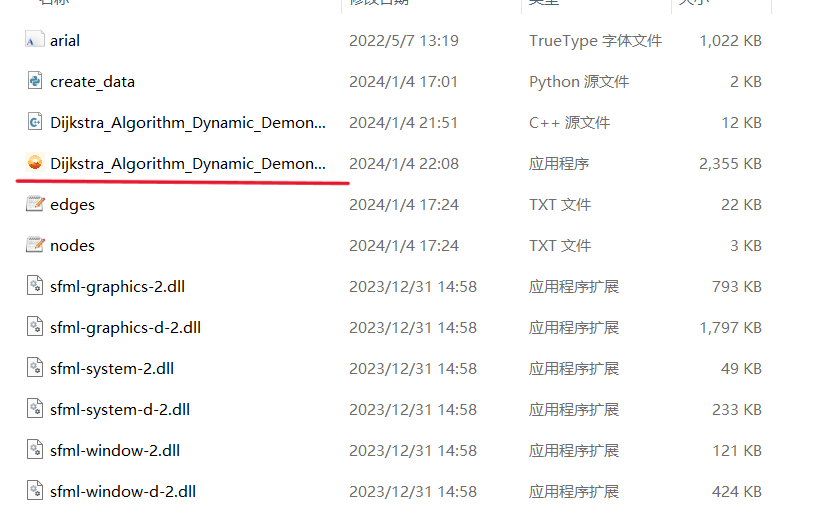 名称 修改日期 类型 大小
arial 2022/5/7 13:19 TrueType 字体文件 1,022 KB
create_data 2024/1/4 17:01 Python 源文件 2 KB
Dijkstra_Algorithm_Dynamic_Demon... 2024/1/4 21:51 C++ 源文件 12 KB
Dijkstra_Algorithm_Dynamic_Demon... 2024/1/4 22:08 应用程序 2,355 KB
edges 2024/1/4 17:24 TXT 文件 22 KB
nodes 2024/1/4 17:24 TXT 文件 3 KB
sfml-graphics-2.dll 2023/12/31 14:58 应用程序扩展 793 KB
sfml-graphics-d-2.dll 2023/12/31 14:58 应用程序扩展 1,797 KB
sfml-system-2.dll 2023/12/31 14:58 应用程序扩展 49 KB
sfml-system-d-2.dll 2023/12/31 14:58 应用程序扩展 233 KB
sfml-window-2.dll 2023/12/31 14:58 应用程序扩展 121 KB
sfml-window-d-2.dll 2023/12/31 14:58 应用程序扩展 424 KB